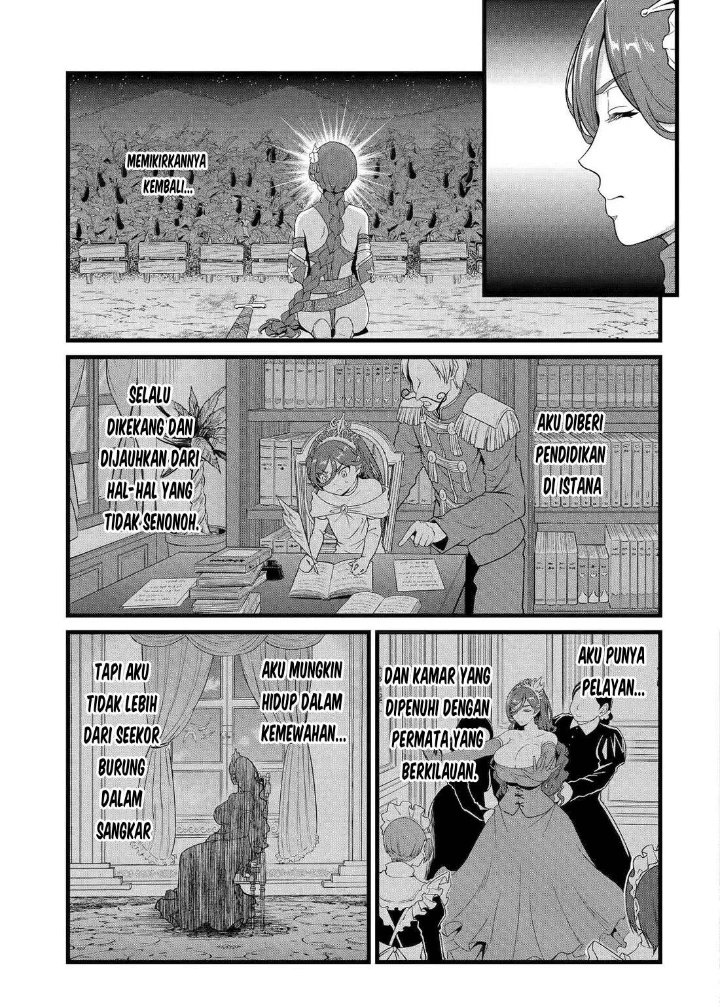 MEMIKIRKANNYA
KEMBALI...
AKU DIBERI
PENDIDIKAN
DI ISTANA
SELALU
DIKEKANG DAN
DIJAUHKAN DARI
HAL-HAL YANG
TIDAK SENONOH.
AKU PUNYA
PELAYAN...
DAN KAMAR YANG
DIPENUHI DENGAN
PERMATA YANG
BERKILAUAN.
AKU MUNGKIN
HIDUP DALAM
KEMEWAHAN...
TAPI AKU
TIDAK LEBIH
DARI SEEKOR
BURUNG
DALAM
SANGKAR